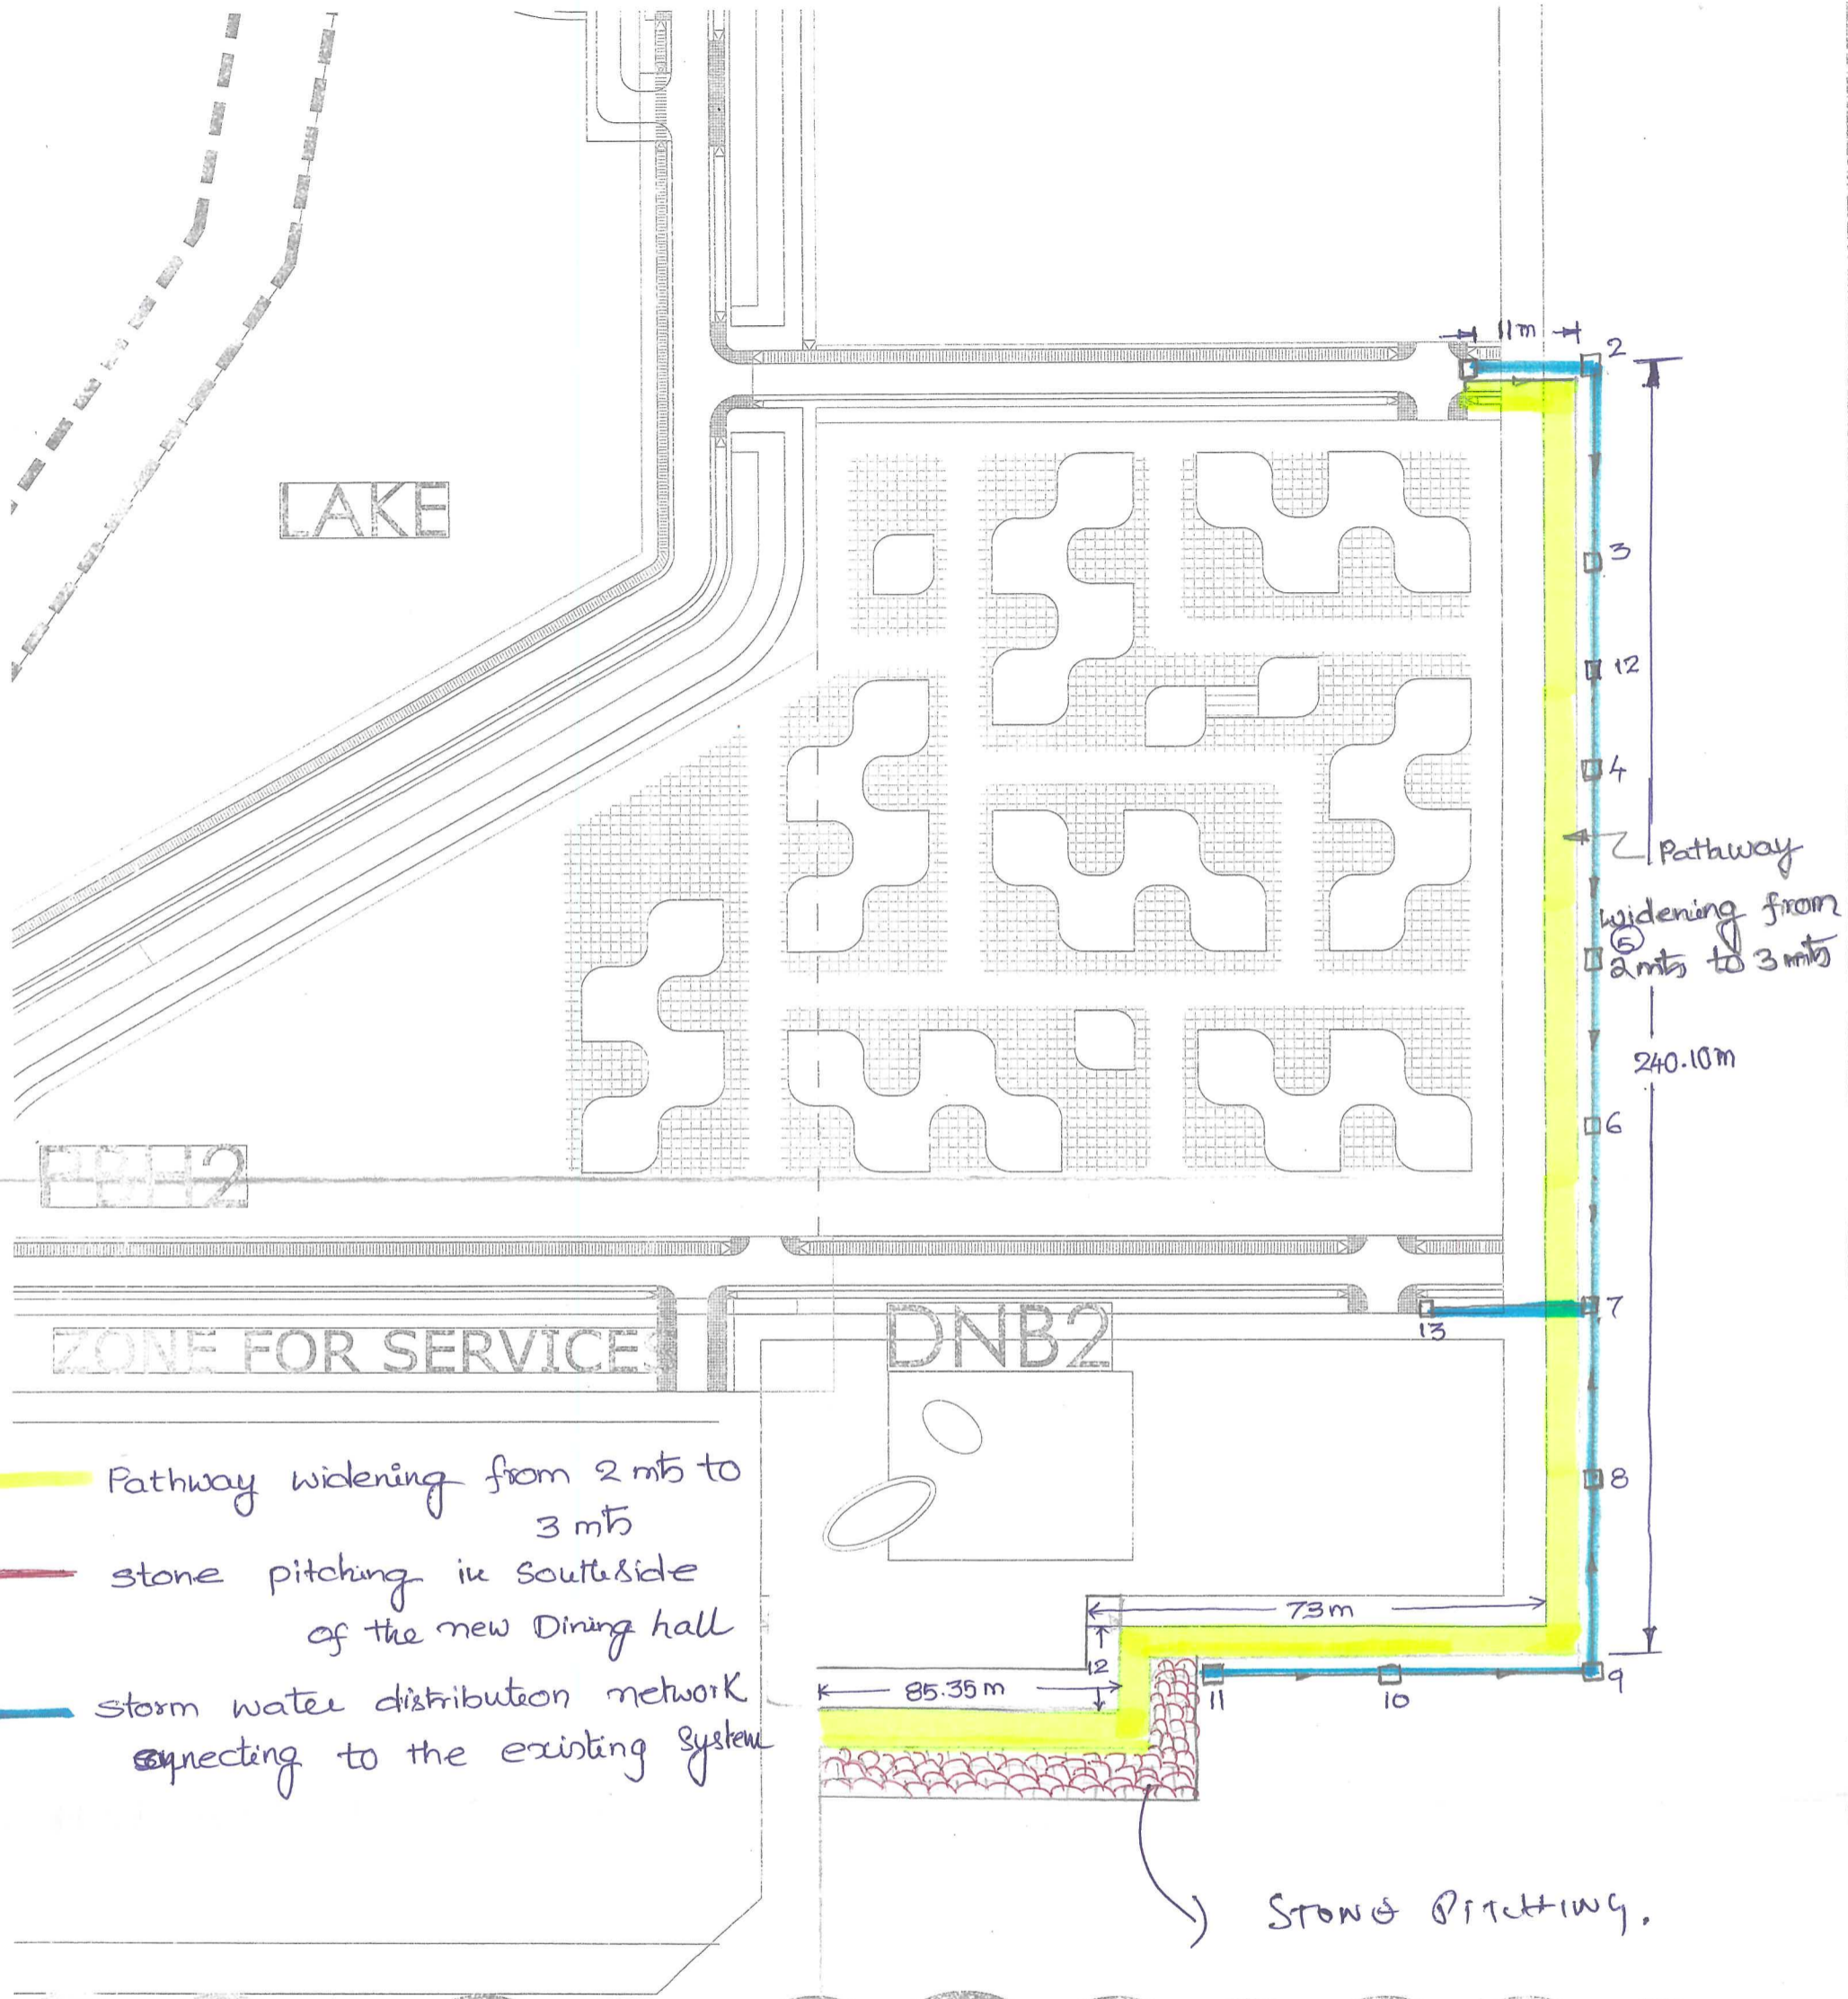 11m
2
LAKE
3
12
4
Pathway
widening from
5
2 mts to 3 mts
240.10m
6
7
13
ZONE FOR SERVICES
DNB2
8
Pathway widening from 2 mts to
3 mts
stone pitching in Southside
of the new Dining hall
storm water distribution network
to the existing System
73m
12
85.35m
11
10
9
STONE PITCHING.